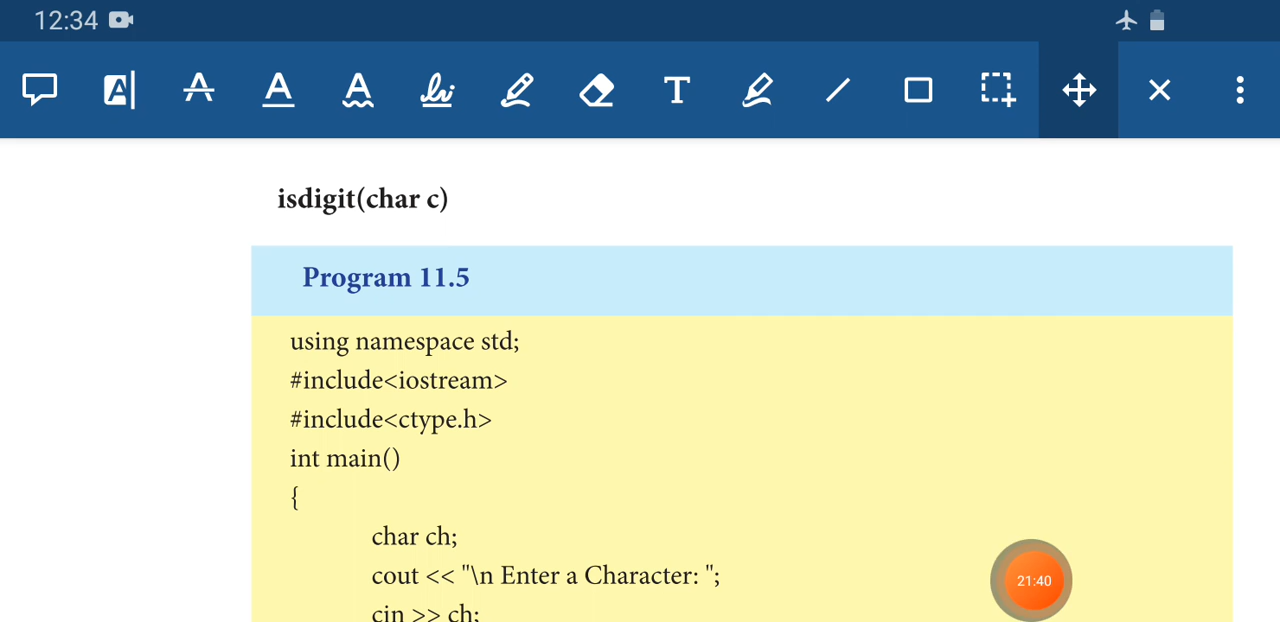 12:34
A
A
A
A
T
isdigit(char c)
Program 11.5
using namespace std;
#include<iostream>
#include<ctype.h>
int main()
{
char ch;
cout << "\n Enter a Character: ";
21:40
cin >> ch;